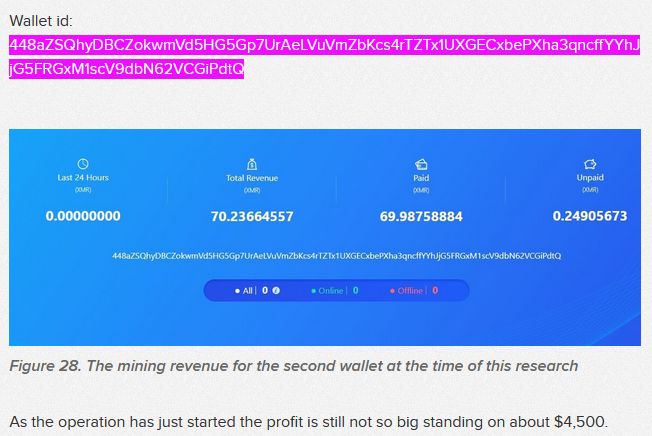 Wallet id:
448aZSQhyDBCZokwmVd5HG5Gp7UrAeLVuVmZbKcs4rTZTx1UXGECxbePXha3qncffYYhJ
jG5FRGxM1scV9dbN62VCGiPdtQ
Last 24 Hours Total Revenue Paid Unpaid
(XMR) (XMR) (XMR) (XMR)
0.00000000 70.23664557 69.98758884 0.24905673
448aZSQhyDBCZokwmVd5HG5Gp7UrAeLVuVmZbKcs4rTZTx1UXGECxbePXha3qncffYYhJjG5FRGxM1scV9dbN62VCGiPdtQ
● All | 0 ● Online | 0 ● Offline | 0
Figure 28. The mining revenue for the second wallet at the time of this research
As the operation has just started the profit is still not so big standing on about $4,500.